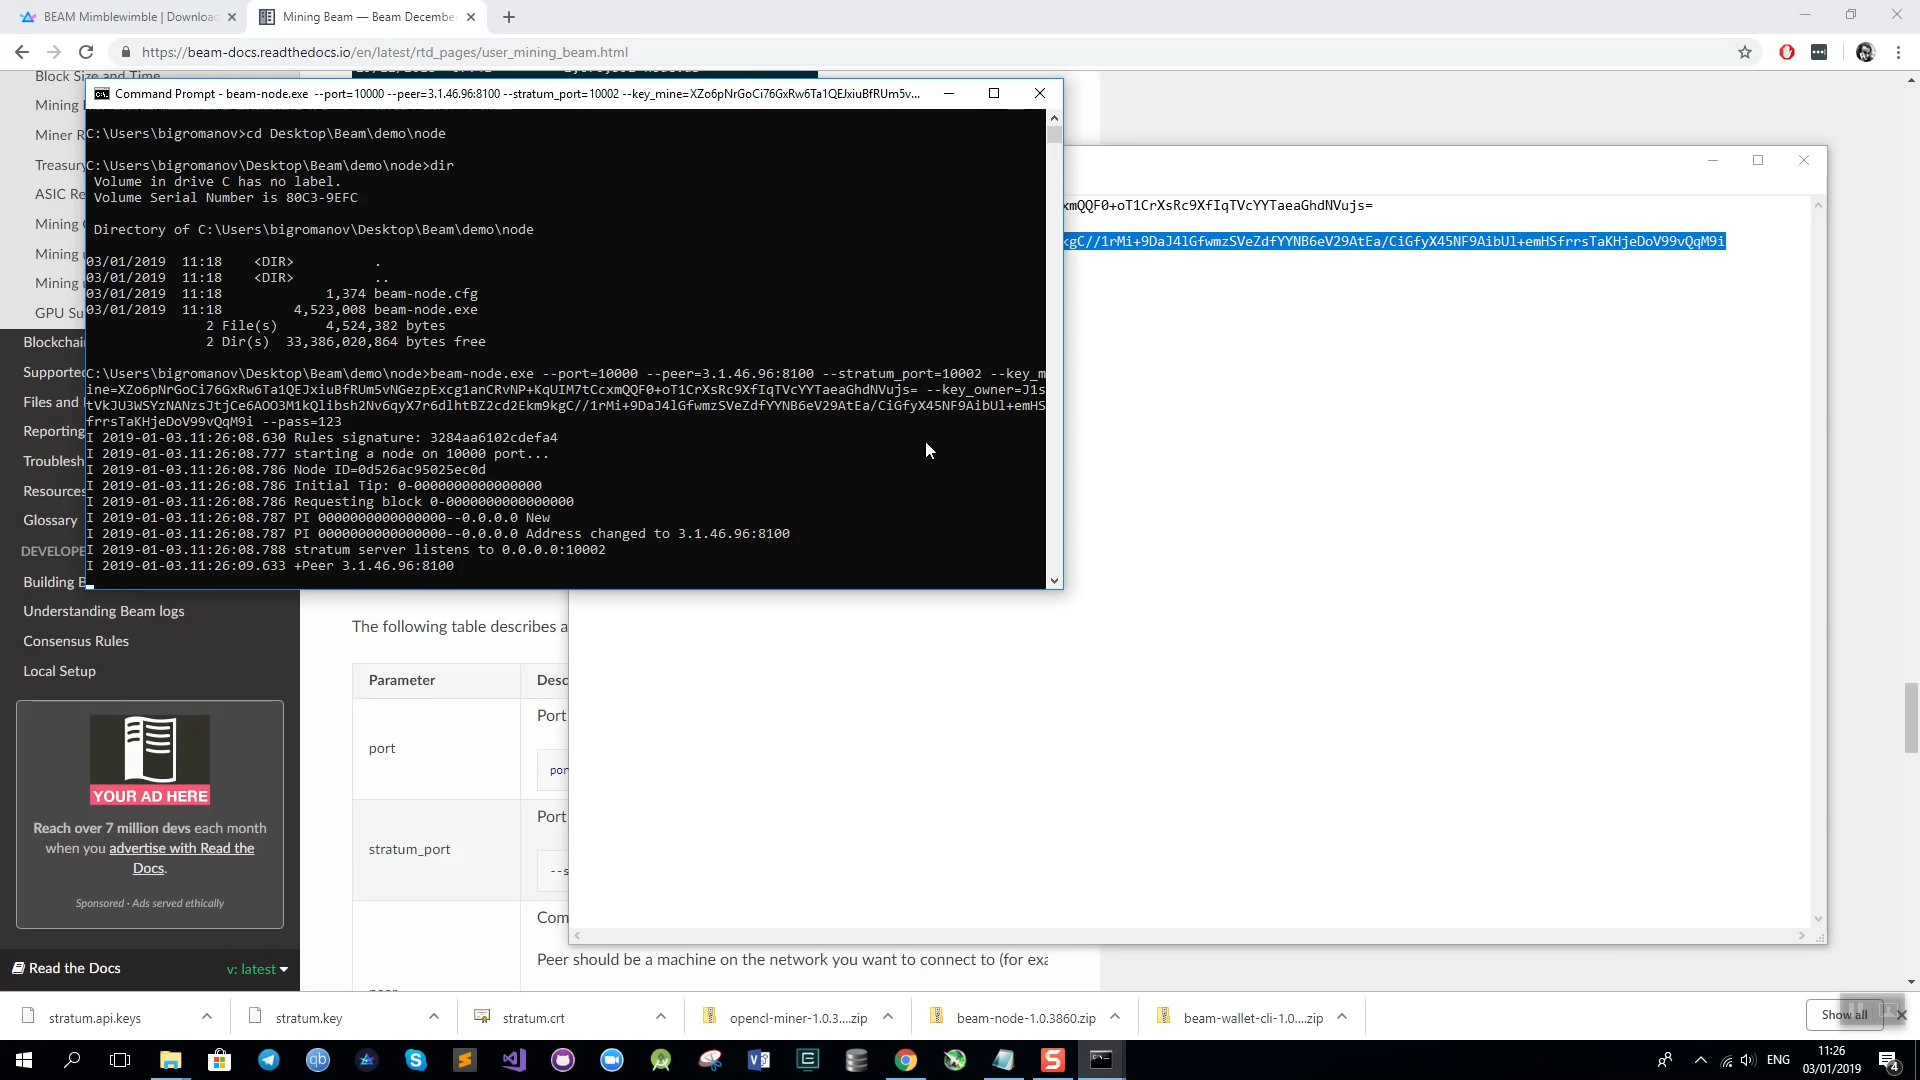 BEAM Mimblewimble | Downloa
Mining Beam — Beam Decembe
https://beam-docs.readthedocs.io/en/latest/rtd_pages/user_mining_beam.html
Block Size and Time
Mining
Miner R
Treasury
ASIC Re
Mining
Mining
Mining
GPU Su
Blockchai
Supported
Files and
Reporting
Troublesh
Resources
Glossary
DEVELOPE
Building B
Understanding Beam logs
Consensus Rules
Local Setup
YOUR AD HERE
Reach over 7 million devs each month
when you advertise with Read the
Docs.
Sponsored · Ads served ethically
Read the Docs
v: latest
Command Prompt - beam-node.exe --port=10000 --peer=3.1.46.96:8100 --stratum_port=10002 --key_mine=XZo6pNrGoCi76GxRw6Ta1QEJxiuBfRUm5v...
C:\Users\bigromanov>cd Desktop\Beam\demo\node
C:\Users\bigromanov\Desktop\Beam\demo\node>dir
Volume in drive C has no label.
Volume Serial Number is 80C3-9EFC
Directory of C:\Users\bigromanov\Desktop\Beam\demo\node
03/01/2019 11:18 <DIR> .
03/01/2019 11:18 <DIR> ..
03/01/2019 11:18 1,374 beam-node.cfg
03/01/2019 11:18 4,523,008 beam-node.exe
2 File(s) 4,524,382 bytes
2 Dir(s) 33,386,020,864 bytes free
C:\Users\bigromanov\Desktop\Beam\demo\node>beam-node.exe --port=10000 --peer=3.1.46.96:8100 --stratum_port=10002 --key_m
ine=XZo6pNrGoCi76GxRw6Ta1QEJxiuBfRUm5vNGezpExcg1anCRvNP+KqUIM7tCcxmQQF0+oT1CrXsRc9XfIqTVcYYTaeaGhdNVujs= --key_owner=J1s
tVkJU3WSYzNANzsJtjCe6AOO3M1kQlibsh2Nv6qyX7r6dlhtBZ2cd2Ekm9kgC//1rMi+9DaJ4lGfwmzSVeZdfYYNB6eV29AtEa/CiGfyX45NF9AibUl+emHS
frrsTaKHjeDoV99vQqM9i --pass=123
I 2019-01-03.11:26:08.630 Rules signature: 3284aa6102cdefa4
I 2019-01-03.11:26:08.777 starting a node on 10000 port...
I 2019-01-03.11:26:08.786 Node ID=0d526ac95025ec0d
I 2019-01-03.11:26:08.786 Initial Tip: 0-0000000000000000
I 2019-01-03.11:26:08.786 Requesting block 0-0000000000000000
I 2019-01-03.11:26:08.787 PI 0000000000000000--0.0.0.0 New
I 2019-01-03.11:26:08.787 PI 0000000000000000--0.0.0.0 Address changed to 3.1.46.96:8100
I 2019-01-03.11:26:08.788 stratum server listens to 0.0.0.0:10002
I 2019-01-03.11:26:09.633 +Peer 3.1.46.96:8100
xmQQF0+oT1CrXsRc9XfIqTVcYYTaeaGhdNVujs=
kgC//1rMi+9DaJ4lGfwmzSVeZdfYYNB6eV29AtEa/CiGfyX45NF9AibUl+emHSfrrsTaKHjeDoV99vQqM9i
The following table describes a
Parameter
Desc
port
Port
por
stratum_port
Port
--s
Com
Peer should be a machine on the network you want to connect to (for exa
stratum.api.keys
stratum.key
stratum.crt
opencl-miner-1.0.3....zip
beam-node-1.0.3860.zip
beam-wallet-cli-1.0....zip
Show all
ENG
11:26
03/01/2019
4